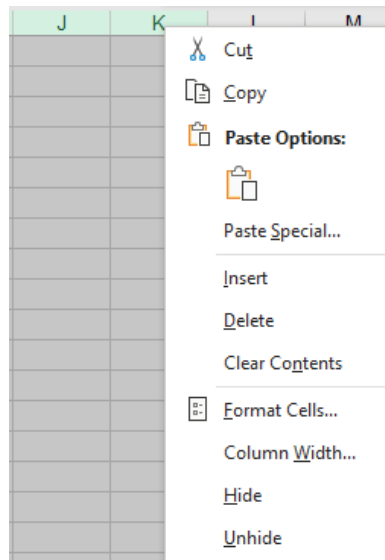 J K L M
Cut
Copy
Paste Options:
Paste Special...
Insert
Delete
Clear Contents
Format Cells...
Column Width...
Hide
Unhide